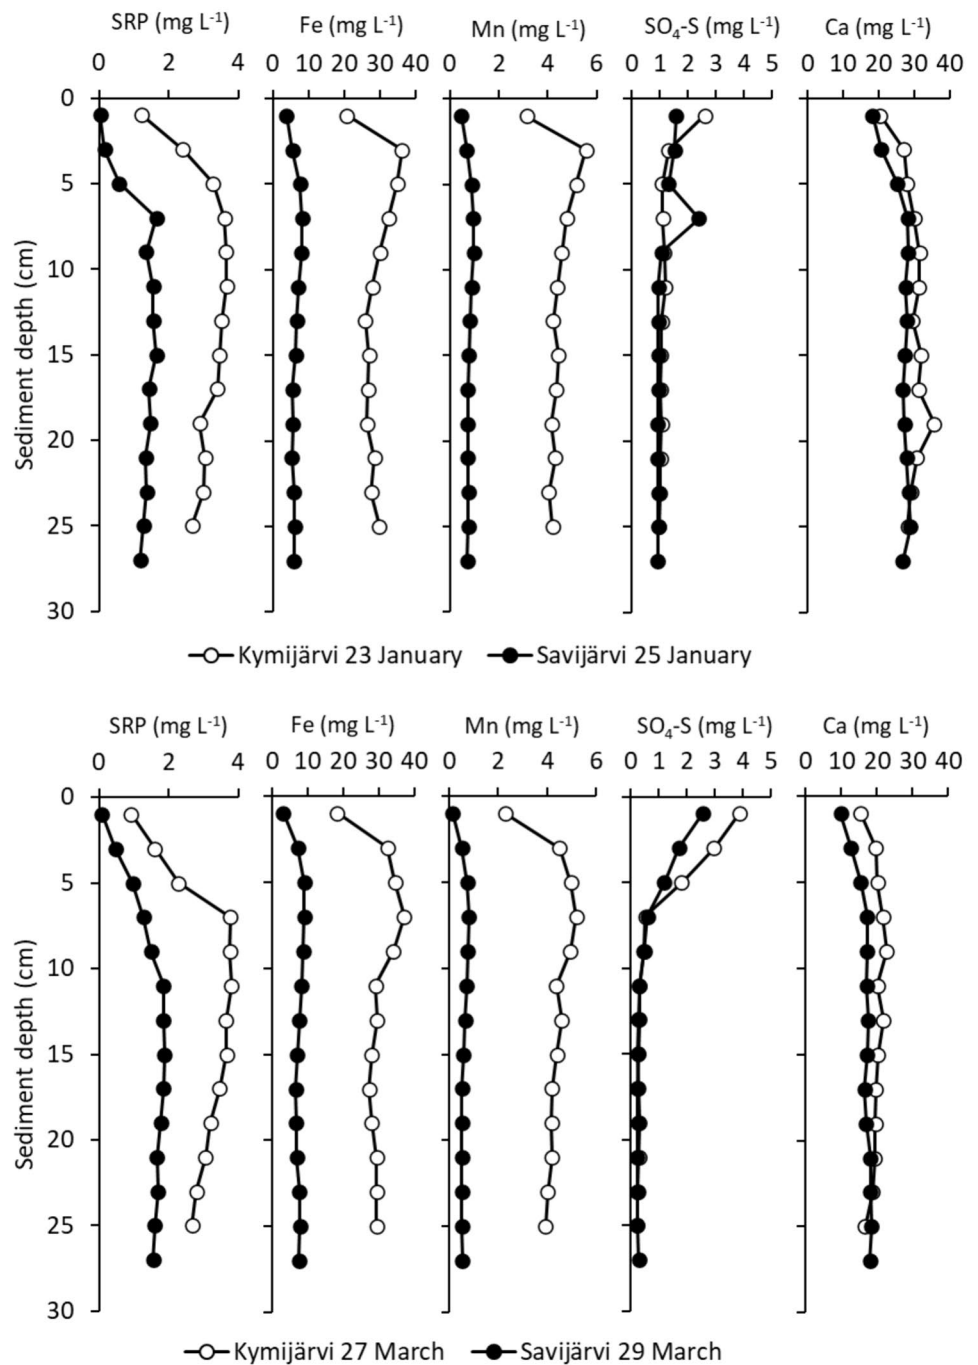 SRP (mg L⁻¹) Fe (mg L⁻¹) Mn (mg L⁻¹) SO₄-S (mg L⁻¹) Ca (mg L⁻¹)
0 2 4 0 10 20 30 40 0 2 4 6 0 1 2 3 4 5 0 10 20 30 40
0
5
10
15
20
25
30
Sediment depth (cm)
Kymijärvi 23 January Savijärvi 25 January
SRP (mg L⁻¹) Fe (mg L⁻¹) Mn (mg L⁻¹) SO₄-S (mg L⁻¹) Ca (mg L⁻¹)
0 2 4 0 10 20 30 40 0 2 4 6 0 1 2 3 4 5 0 10 20 30 40
0
5
10
15
20
25
30
Sediment depth (cm)
Kymijärvi 27 March Savijärvi 29 March